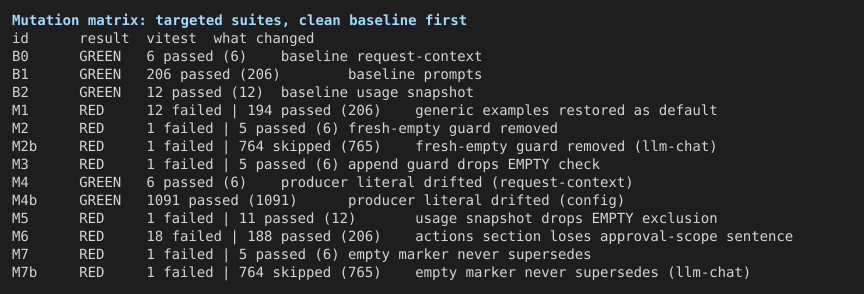 Mutation matrix: targeted suites, clean baseline first
id result vitest what changed
B0 GREEN 6 passed (6) baseline request-context
B1 GREEN 206 passed (206) baseline prompts
B2 GREEN 12 passed (12) baseline usage snapshot
M1 RED 12 failed | 194 passed (206) generic examples restored as default
M2 RED 1 failed | 5 passed (6) fresh-empty guard removed
M2b RED 1 failed | 764 skipped (765) fresh-empty guard removed (llm-chat)
M3 RED 1 failed | 5 passed (6) append guard drops EMPTY check
M4 GREEN 6 passed (6) producer literal drifted (request-context)
M4b GREEN 1091 passed (1091) producer literal drifted (config)
M5 RED 1 failed | 11 passed (12) usage snapshot drops EMPTY exclusion
M6 RED 18 failed | 188 passed (206) actions section loses approval-scope sentence
M7 RED 1 failed | 5 passed (6) empty marker never supersedes
M7b RED 1 failed | 764 skipped (765) empty marker never supersedes (llm-chat)